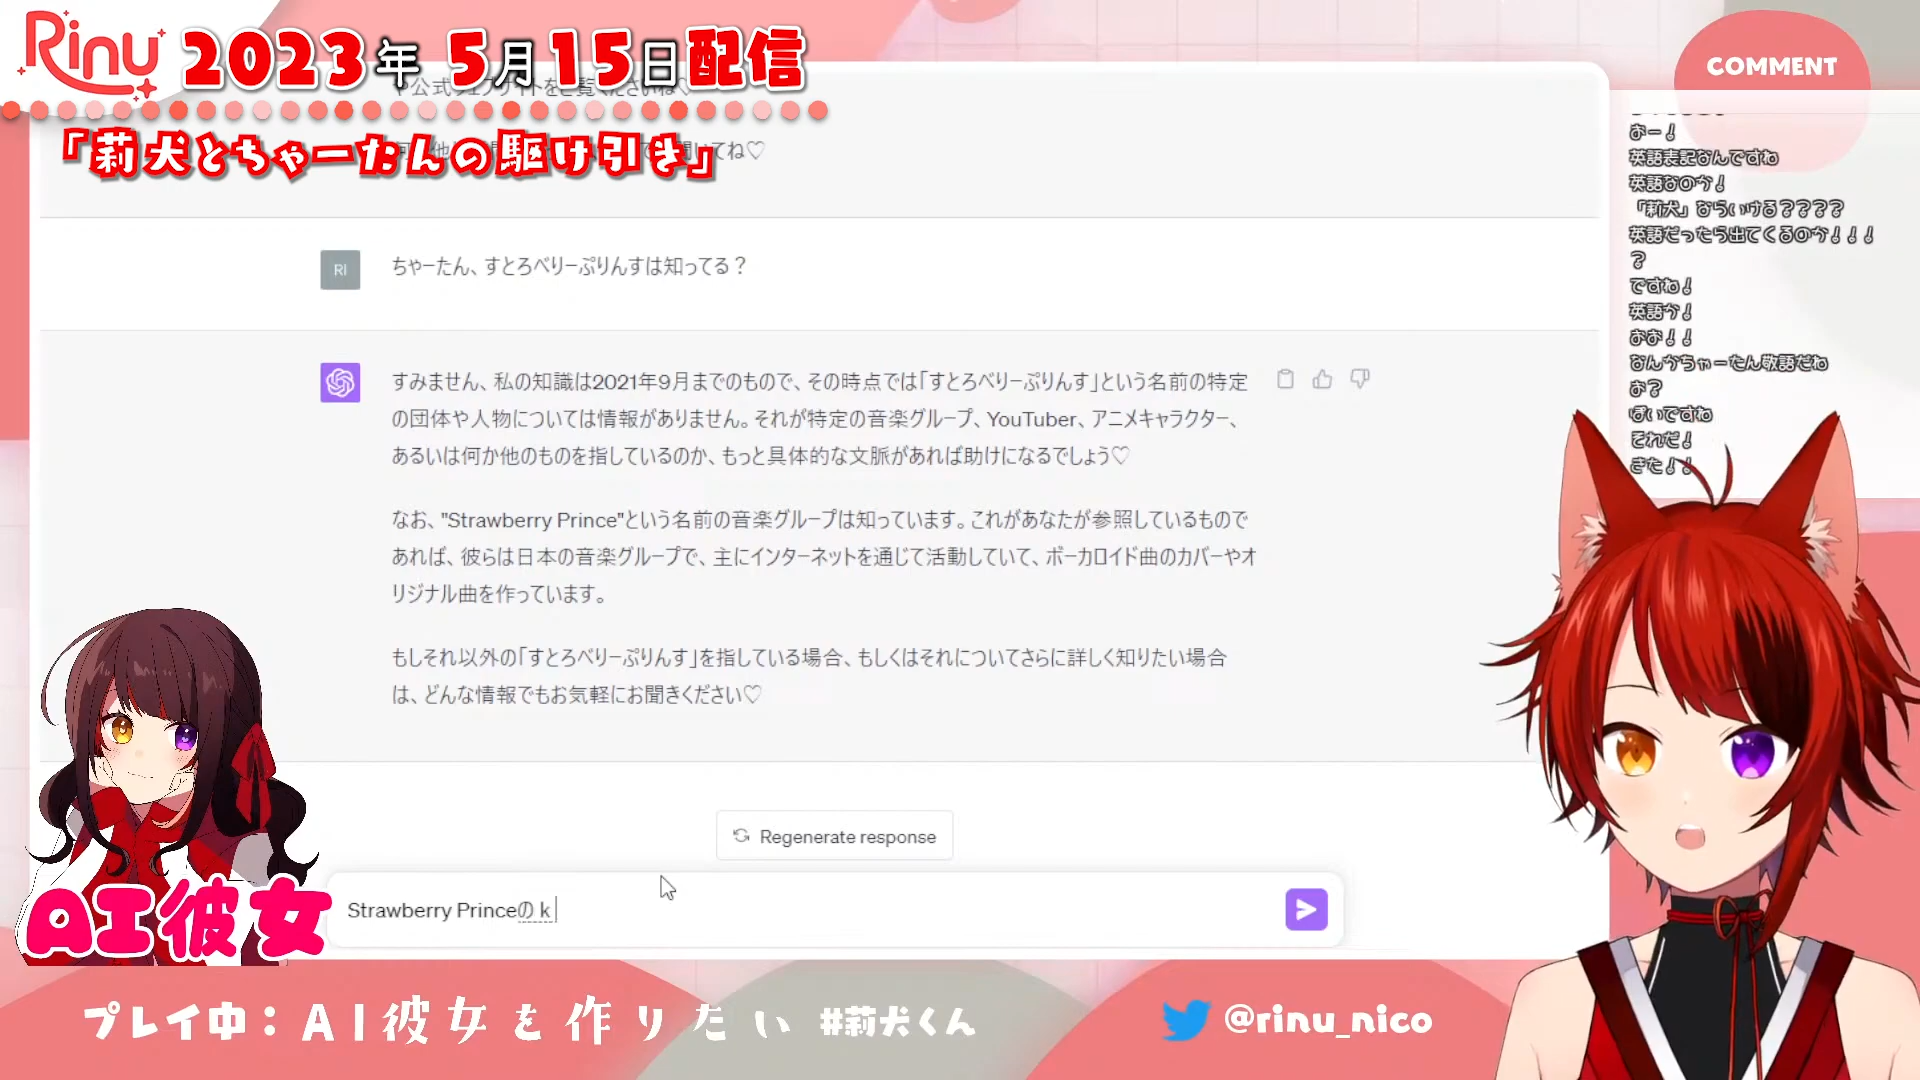 Rinu
2023年 5月15日配信
「莉犬とちゃーたんの駆け引き」
ちゃーたん、すとろべりーぷりんすは知ってる？
RI
すみません、私の知識は2021年9月までのもので、その時点では「すとろべりーぷりんす」という名前の特定
の団体や人物については情報がありません。それが特定の音楽グループ、YouTuber、アニメキャラクター、
あるいは何か他のものを指しているのか、もっと具体的な文脈があれば助けになるでしょう♡
なお、"Strawberry Prince"という名前の音楽グループは知っています。これがあなたが参照しているもので
あれば、彼らは日本の音楽グループで、主にインターネットを通じて活動していて、ボーカロイド曲のカバーやオ
リジナル曲を作っています。
もしそれ以外の「すとろべりーぷりんす」を指している場合、もしくはそれについてさらに詳しく知りたい場合
は、どんな情報でもお気軽にお聞きください♡
Regenerate response
Strawberry Princeの k
AI彼女
プレイ中：AI彼女を作りたい #莉犬くん
@rinu_nico
COMMENT
おー！
英語表記なんですね
英語なのか！
「莉犬」ならいける？？？？
英語だったら出てくるのか！！！
？
ですね！
英語か！
おお！！
なんかちゃーたん敬語だね
お？
ぽいですね
それだ！
きた！！